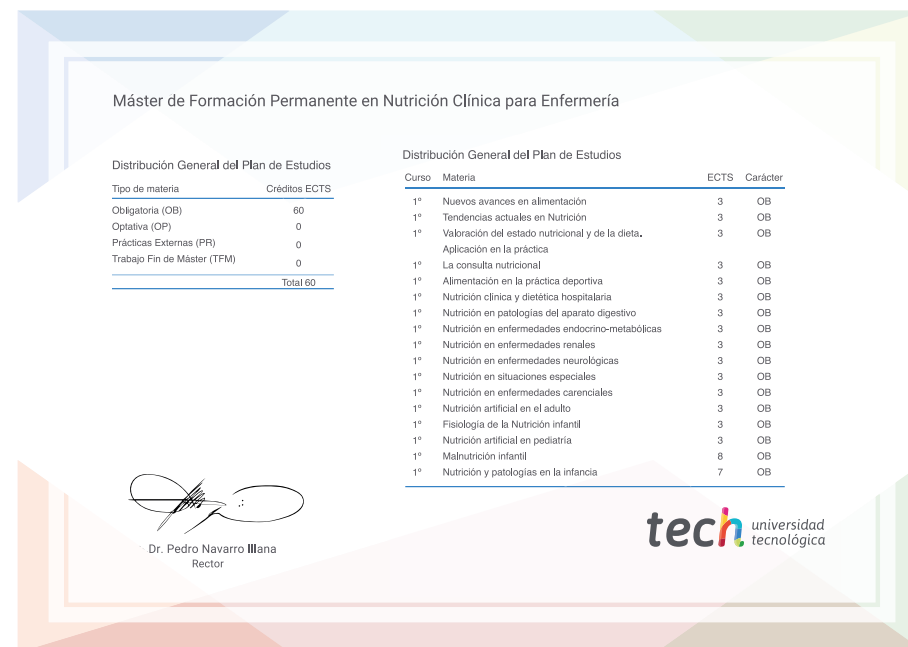 Máster de Formación Permanente en Nutrición Clínica para Enfermería
Distribución General del Plan de Estudios
Tipo de materia Créditos ECTS
Obligatoria (OB) 60
Optativa (OP) 0
Prácticas Externas (PR) 0
Trabajo Fin de Máster (TFM) 0
Total 60
Distribución General del Plan de Estudios
Curso Materia ECTS Carácter
1º Nuevos avances en alimentación 3 OB
1º Tendencias actuales en Nutrición 3 OB
1º Valoración del estado nutricional y de la dieta. 3 OB
Aplicación en la práctica
1º La consulta nutricional 3 OB
1º Alimentación en la práctica deportiva 3 OB
1º Nutrición clínica y dietética hospitalaria 3 OB
1º Nutrición en patologías del aparato digestivo 3 OB
1º Nutrición en enfermedades endocrino-metabólicas 3 OB
1º Nutrición en enfermedades renales 3 OB
1º Nutrición en enfermedades neurológicas 3 OB
1º Nutrición en situaciones especiales 3 OB
1º Nutrición en enfermedades carenciales 3 OB
1º Nutrición artificial en el adulto 3 OB
1º Fisiología de la Nutrición infantil 3 OB
1º Nutrición artificial en pediatría 3 OB
1º Malnutrición infantil 8 OB
1º Nutrición y patologías en la infancia 7 OB
Dr. Pedro Navarro Illana
Rector
tech universidad
tecnológica